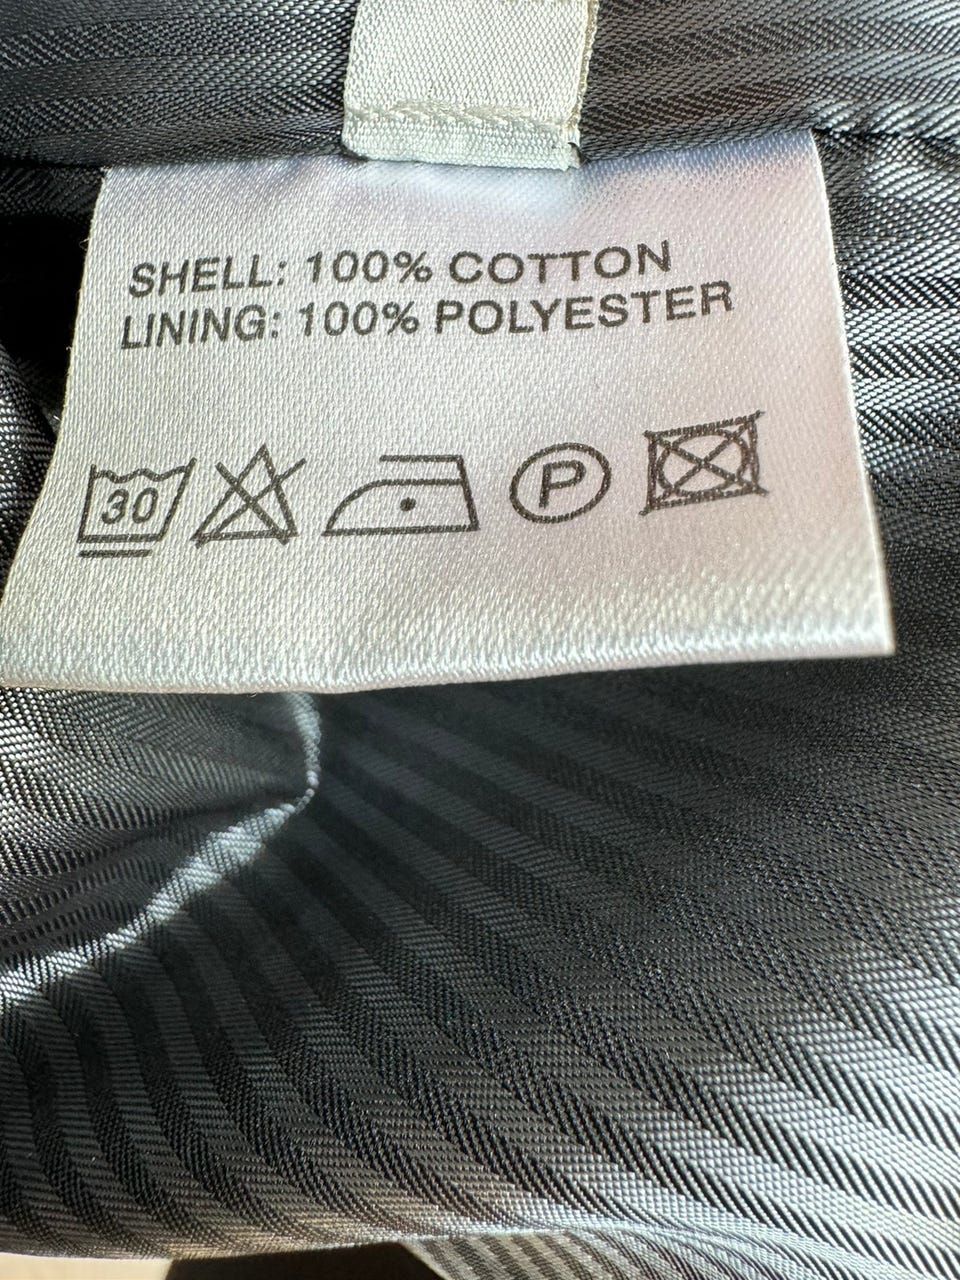 SHELL: 100% COTTON
LINING: 100% POLYESTER
30 P